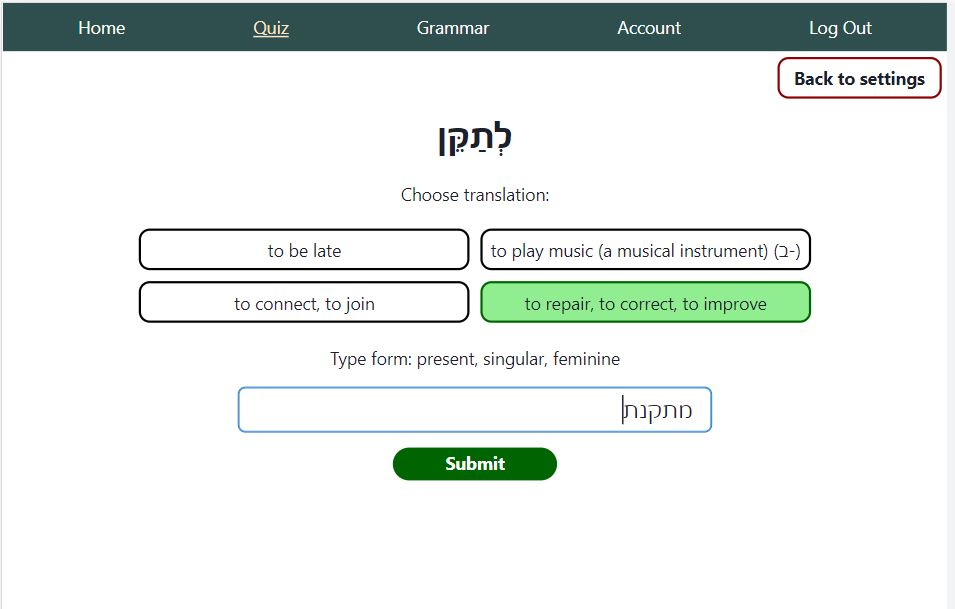 Home Quiz Grammar Account Log Out
Back to settings
לְתַקֵּן
Choose translation:
to be late
to play music (a musical instrument) (ב-)
to connect, to join
to repair, to correct, to improve
Type form: present, singular, feminine
מתקנת
Submit